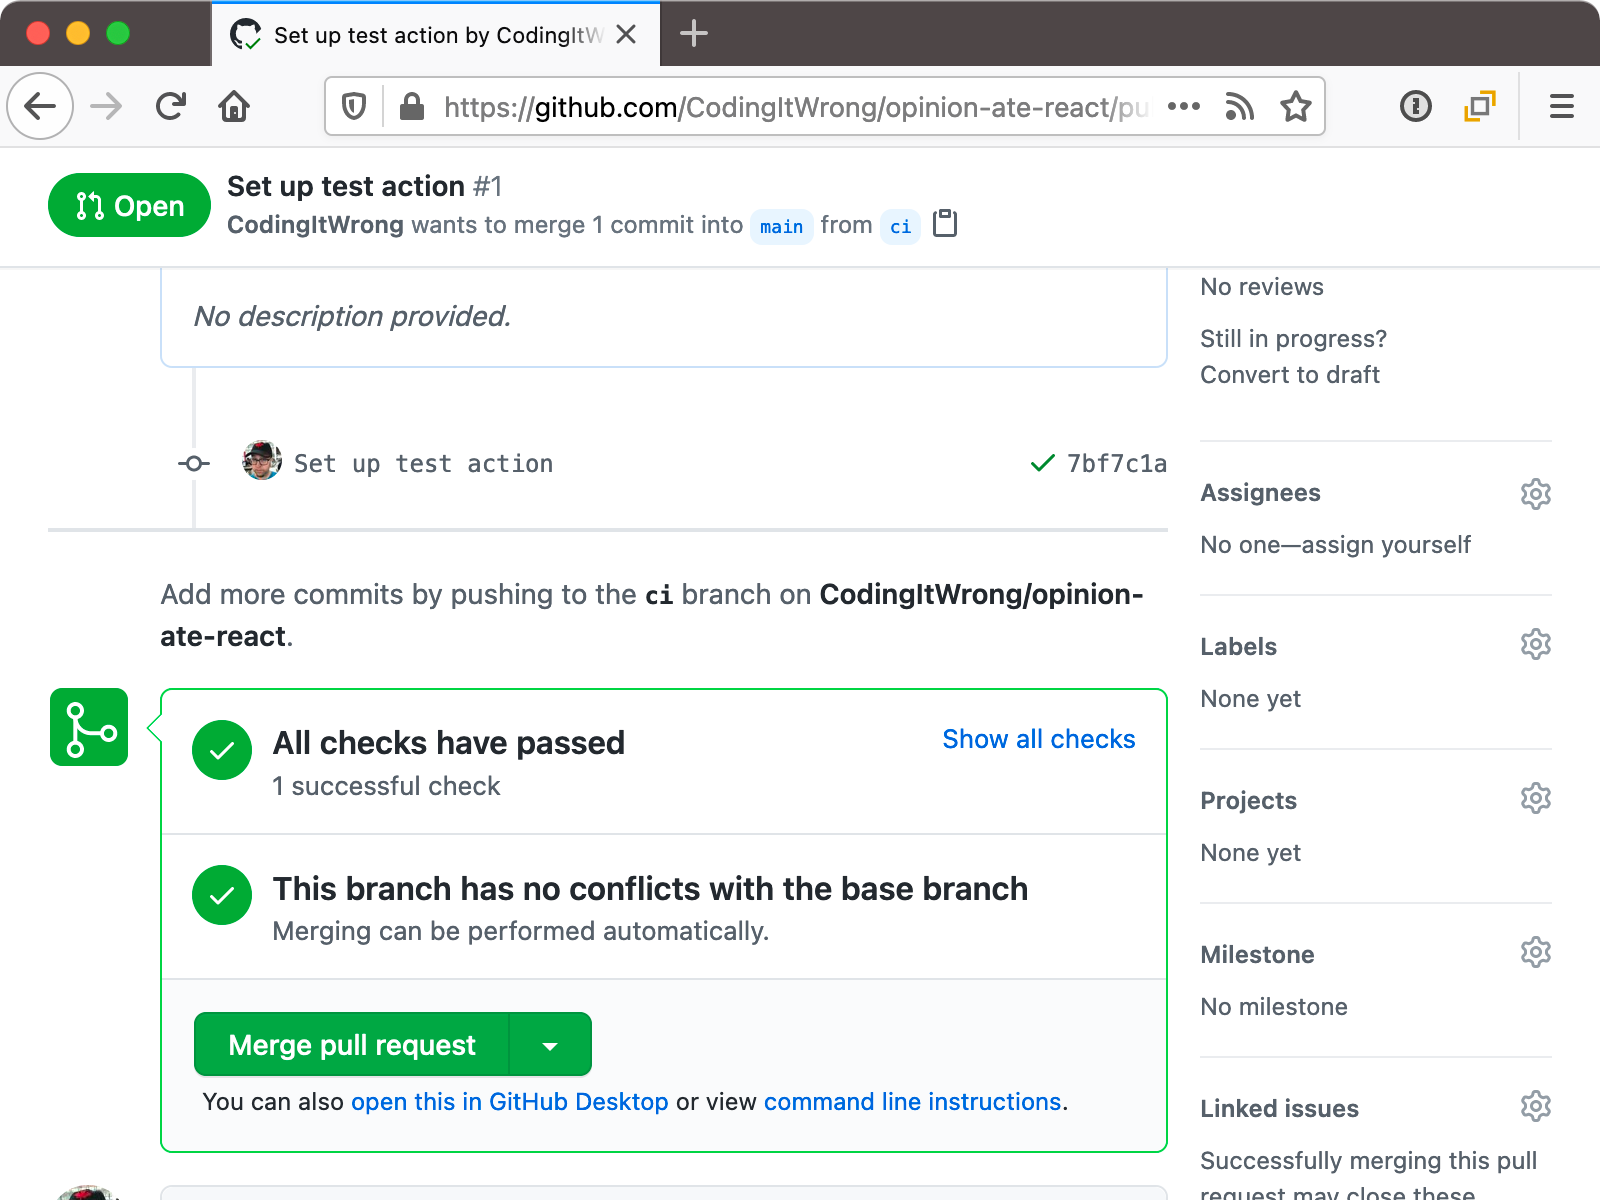 Set up test action by CodingItW
https://github.com/CodingItWrong/opinion-ate-react/pu
Open
Set up test action #1
CodingItWrong wants to merge 1 commit into main from ci
No description provided.
Set up test action
7bf7c1a
Add more commits by pushing to the ci branch on CodingItWrong/opinion-
ate-react.
All checks have passed
Show all checks
1 successful check
This branch has no conflicts with the base branch
Merging can be performed automatically.
Merge pull request
You can also open this in GitHub Desktop or view command line instructions.
No reviews
Still in progress?
Convert to draft
Assignees
No one—assign yourself
Labels
None yet
Projects
None yet
Milestone
No milestone
Linked issues
Successfully merging this pull
request may close these